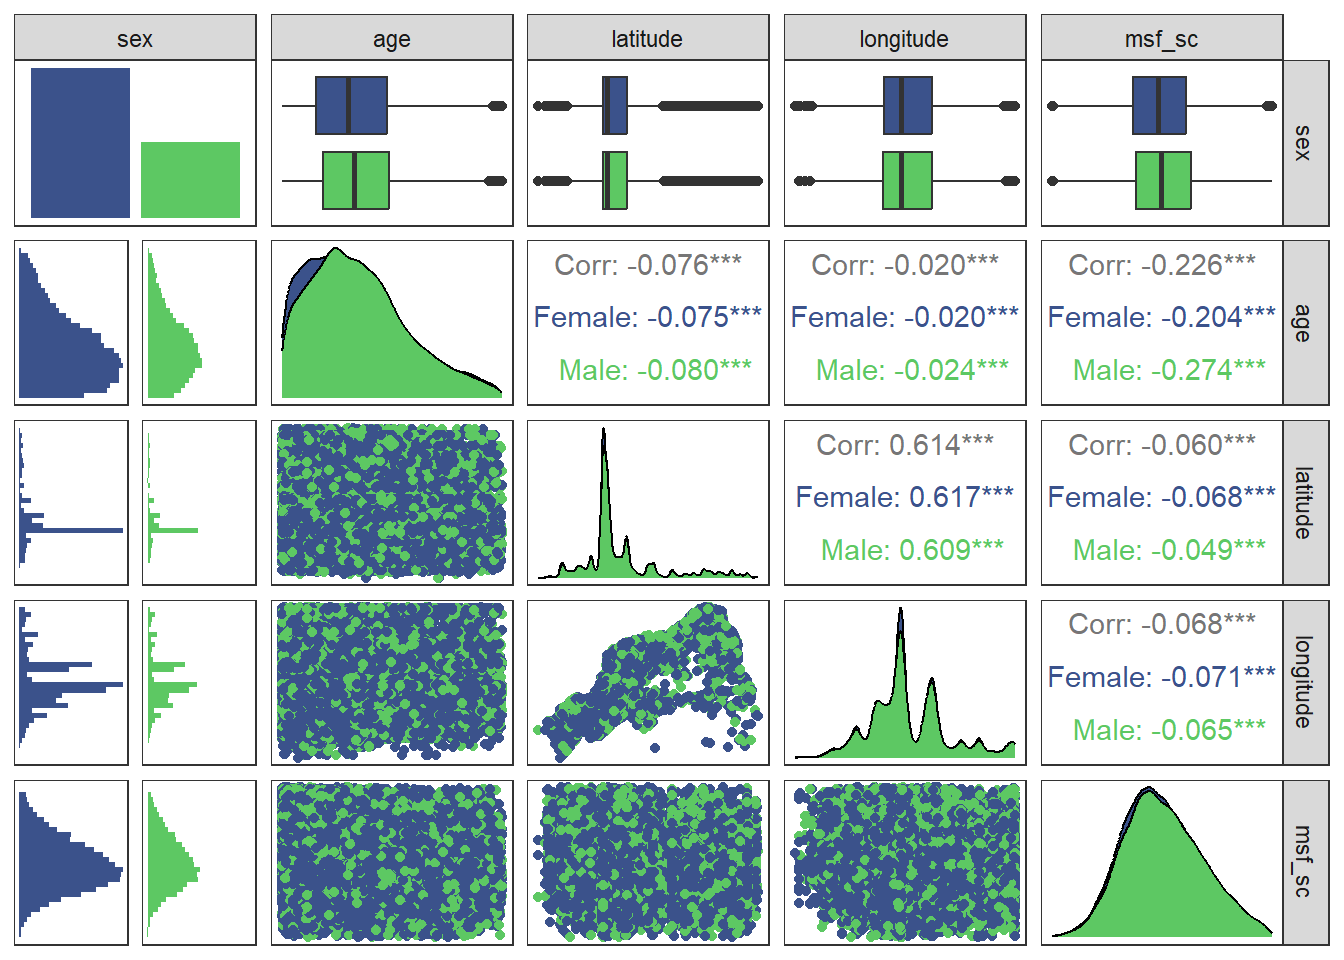 sex
age
latitude
longitude
msf_sc
sex
Corr: -0.076***
Female: -0.075***
Male: -0.080***
Corr: -0.020***
Female: -0.020***
Male: -0.024***
Corr: -0.226***
Female: -0.204***
Male: -0.274***
age
Corr: 0.614***
Female: 0.617***
Male: 0.609***
Corr: -0.060***
Female: -0.068***
Male: -0.049***
latitude
Corr: -0.068***
Female: -0.071***
Male: -0.065***
longitude
msf_sc